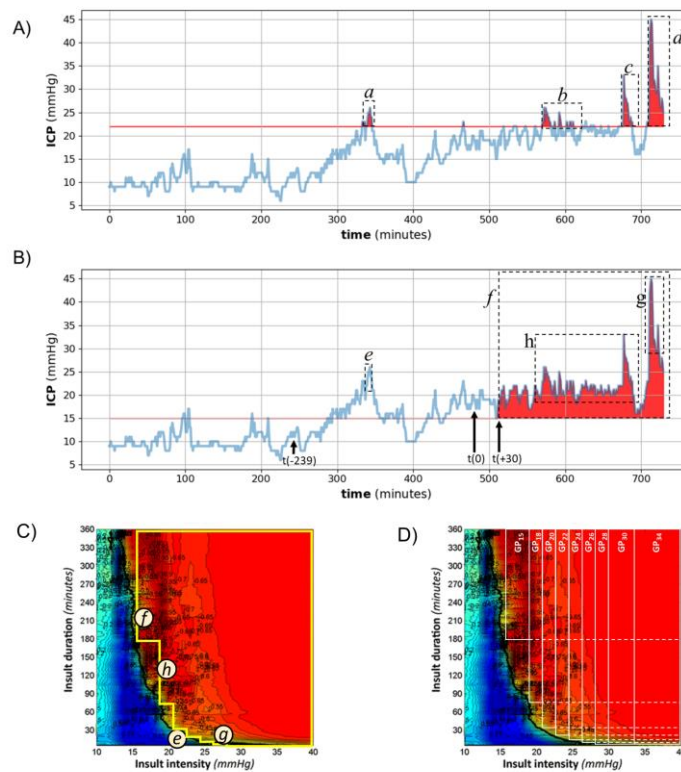 A)
45
40
35
30
25
20
15
10
5
ICP (mmHg)
a
b
c
d
0
100
200
300
400
500
600
700
time (minutes)
B)
45
40
35
30
25
20
15
10
5
ICP (mmHg)
e
f
g
h
t(-239)
t(0)
t(+30)
0
100
200
300
400
500
600
700
time (minutes)
C)
360
330
300
270
240
210
180
150
120
90
60
30
Insult duration (minutes)
f
h
e
g
10
15
20
25
30
35
40
Insult intensity (mmHg)
D)
360
330
300
270
240
210
180
150
120
90
60
30
Insult duration (minutes)
GP15
GP18
GP20
GP22
GP24
GP26
GP28
GP30
GP34
10
15
20
25
30
35
40
Insult intensity (mmHg)